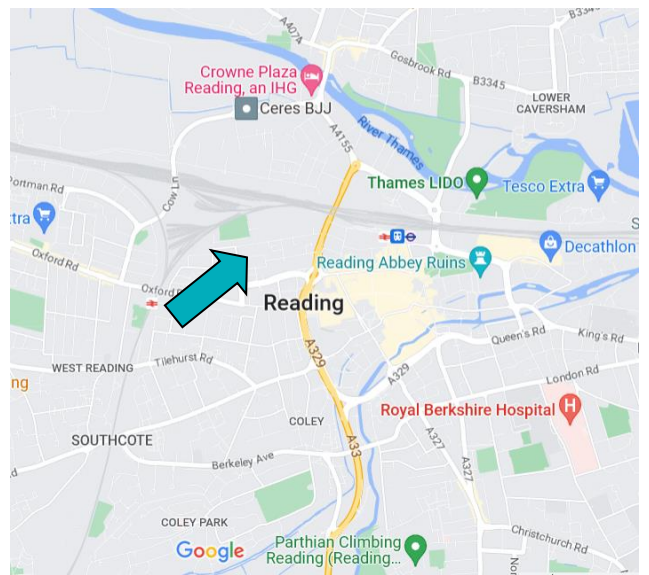 A4074
B3345
Gosbrook Rd
B3345
Crowne Plaza
Reading, an IHG
Ceres BJJ
LOWER
CAVERSHAM
A4155
River Thames
Portman Rd
Cow Ln
Thames LIDO
Tesco Extra
tra
S
Decathlon
Oxford Rd
Reading Abbey Ruins
Oxford
Reading
Queen's Rd
King's Rd
WEST READING
Tilehurst Rd
A329
ng
A329
London Rd
Royal Berkshire Hospital
H
COLEY
SOUTHCOTE
A33
A327
A327
Berkeley Ave
d
COLEY PARK
Christchurch Rd
Google
Parthian Climbing
Reading (Reading...
Nor